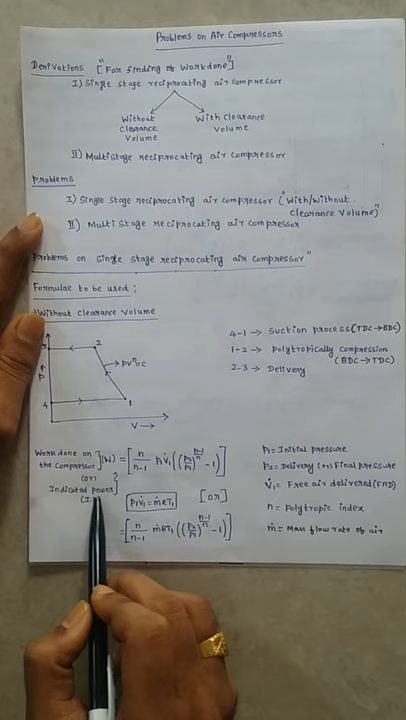 Problems on Air Compressors
Derivations ["For finding of Workdone"]
I) Single Stage reciprocating air compressor
Without Clearance Volume
With Clearance Volume
II) Multistage reciprocating air compressor
Problems
I) Single Stage reciprocating air compressor ("With/without Clearance Volume")
II) Multi Stage reciprocating air compressor
Problems on single stage reciprocating air compressor"
Formulae to be used:
Without Clearance Volume
2
PVⁿ=C
P
4
1
V →
4-1 → Suction process (TDC→BDC)
1-2 → Polytropically Compression (BDC→TDC)
2-3 → Delivery
Work done on the Compressor } (W) = [n/(n-1) P₁V̇₁ ((P₂/P₁)^((n-1)/n) - 1)]
(or)
Indicated power
P₁V̇₁ = ṁRT₁ [or]
= [n/(n-1) ṁRT₁ ((P₂/P₁)^((n-1)/n) - 1)]
P₁ = Initial pressure
P₂ = Delivery (or) Final pressure
V̇₁ = Free air delivered (FAD)
n = Polytropic index
ṁ = Mass flow rate of air